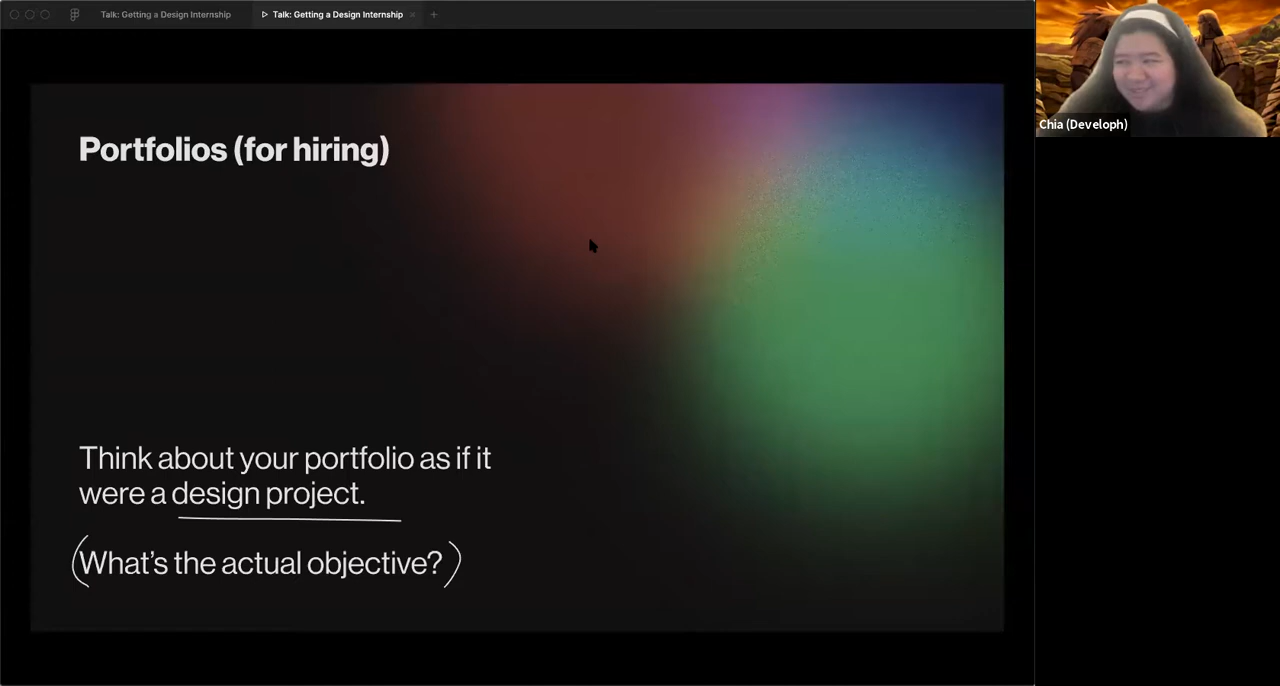 Talk: Getting a Design Internship
Talk: Getting a Design Internship
Chia (Developh)
Portfolios (for hiring)
Think about your portfolio as if it
were a design project.
(What's the actual objective?)